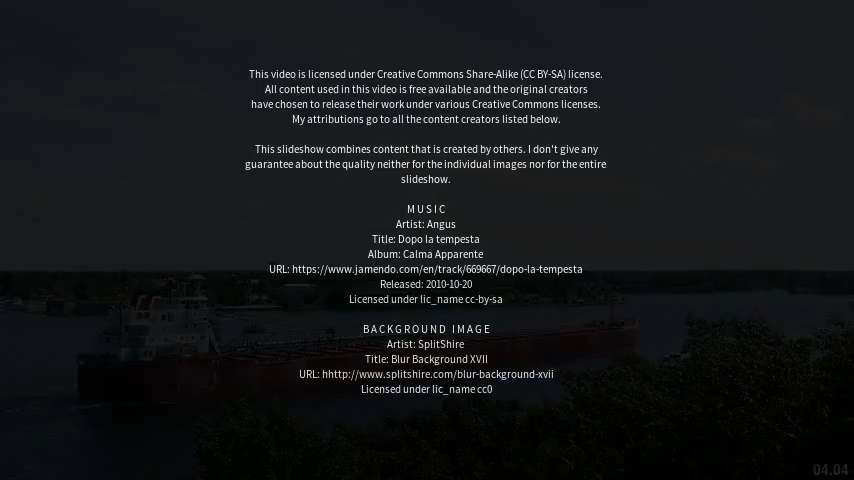 This video is licensed under Creative Commons Share-Alike (CC BY-SA) license.
All content used in this video is free available and the original creators
have chosen to release their work under various Creative Commons licenses.
My attributions go to all the content creators listed below.
This slideshow combines content that is created by others. I don't give any
guarantee about the quality neither for the individual images nor for the entire
slideshow.
MUSIC
Artist: Angus
Title: Dopo la tempesta
Album: Calma Apparente
URL: https://www.jamendo.com/en/track/669667/dopo-la-tempesta
Released: 2010-10-20
Licensed under lic_name cc-by-sa
BACKGROUND IMAGE
Artist: SplitShire
Title: Blur Background XVII
URL: hhttp://www.splitshire.com/blur-background-xvii
Licensed under lic_name cc0
04.04